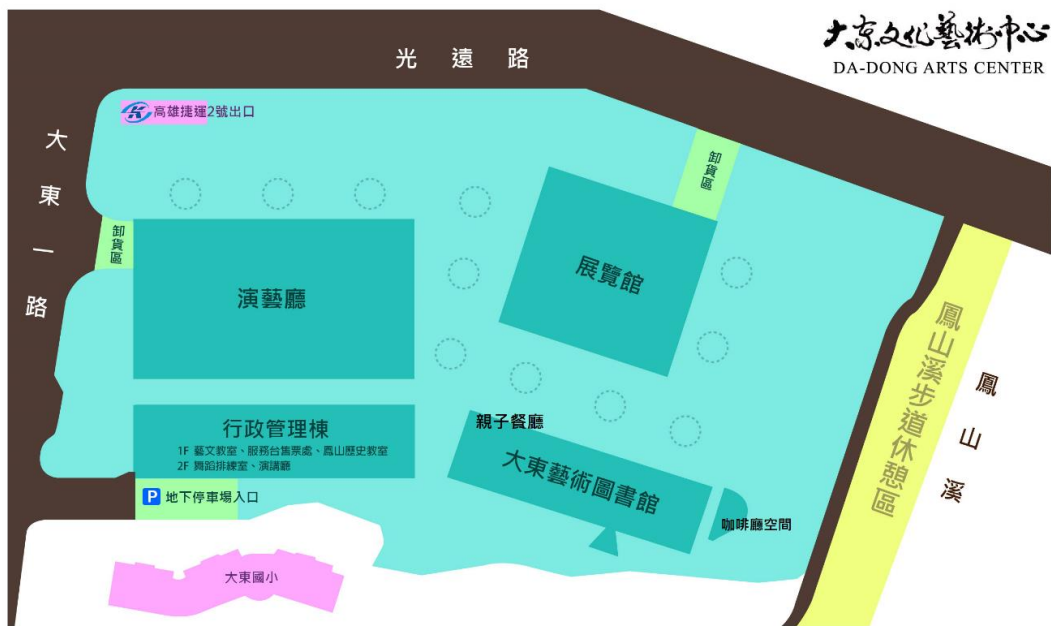 大東文化藝術中心
DA-DONG ARTS CENTER
光遠路
高雄捷運2號出口
大東一路
卸貨區
卸貨區
演藝廳
展覽館
鳳山溪步道休憩區
鳳山溪
行政管理棟
1F 藝文教室、服務台售票處、鳳山歷史教室
2F 舞蹈排練室、演講廳
親子餐廳
大東藝術圖書館
P 地下停車場入口
咖啡廳空間
大東國小